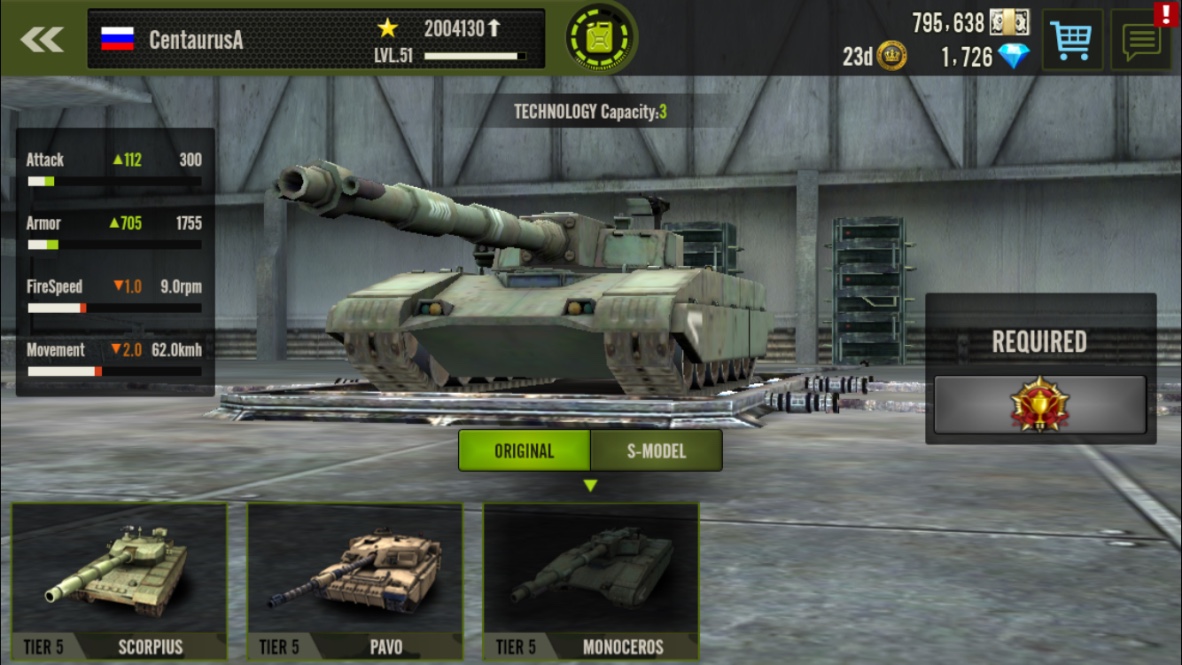 CentaurusA
2004130
LVL.51
795,638
23d
1,726
!
TECHNOLOGY Capacity:3
Attack ▲112 300
Armor ▲705 1755
FireSpeed ▼1.0 9.0rpm
Movement ▼2.0 62.0kmh
REQUIRED
ORIGINAL
S-MODEL
TIER 5 SCORPIUS
TIER 5 PAVO
TIER 5 MONOCEROS